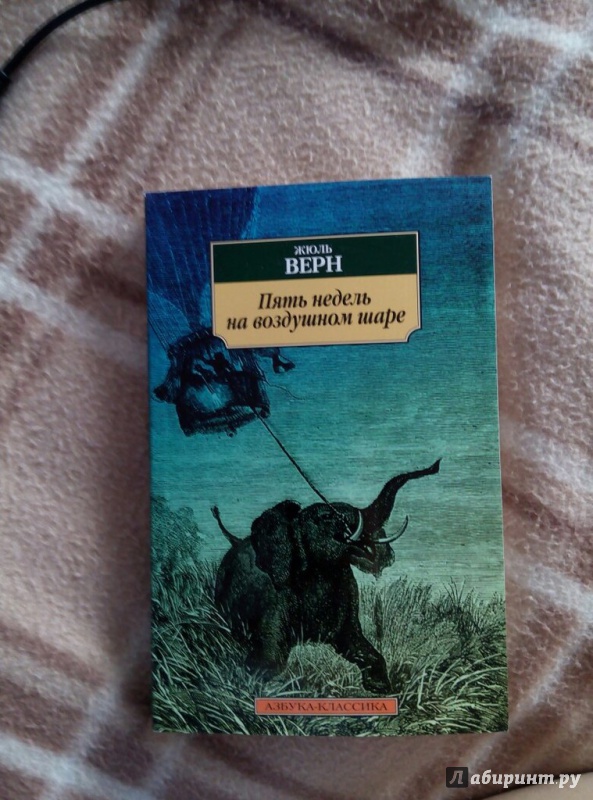 ЖЮЛЬ
ВЕРН
Пять недель
на воздушном шаре
АЗБУКА-КЛАССИКА
Лабиринт.ру